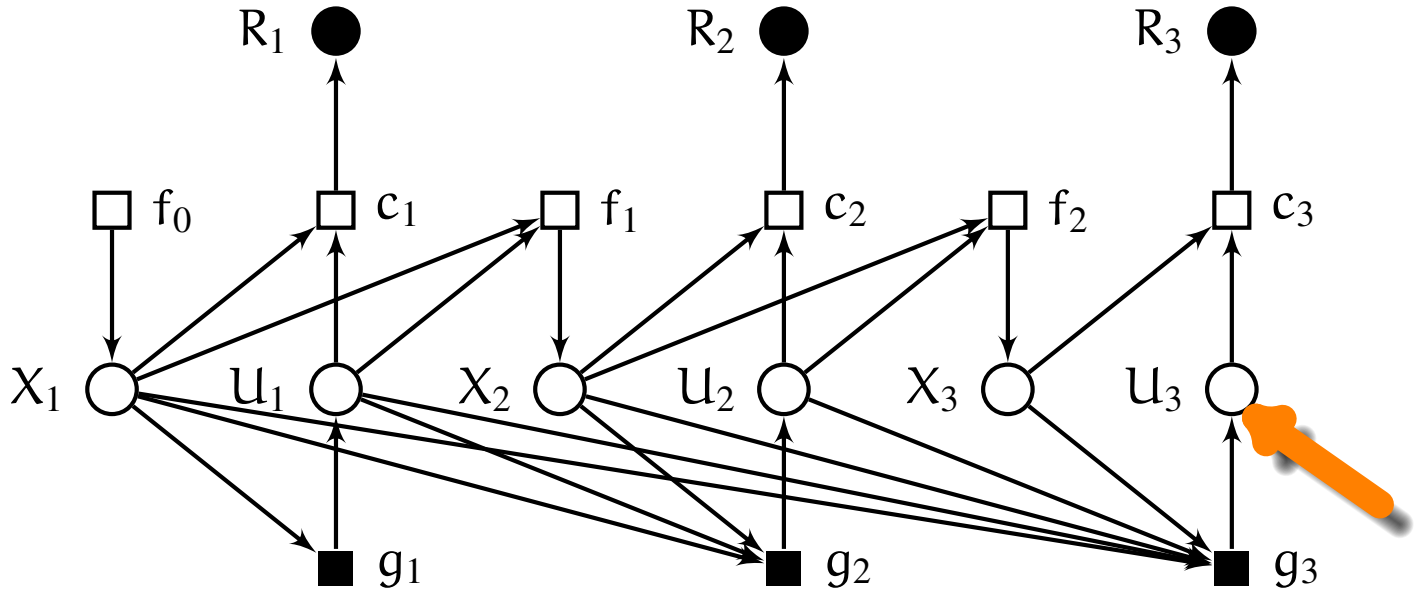 R₁ R₂ R₃
f₀ c₁ f₁ c₂ f₂ c₃
X₁ U₁ X₂ U₂ X₃ U₃
g₁ g₂ g₃